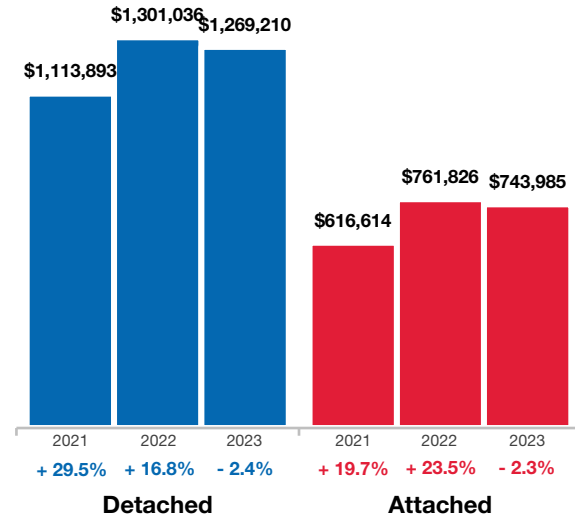 $1,301,036
$1,269,210
$1,113,893
$761,826
$743,985
$616,614
2021 2022 2023 2021 2022 2023
+ 29.5% + 16.8% - 2.4% + 19.7% + 23.5% - 2.3%
Detached Attached